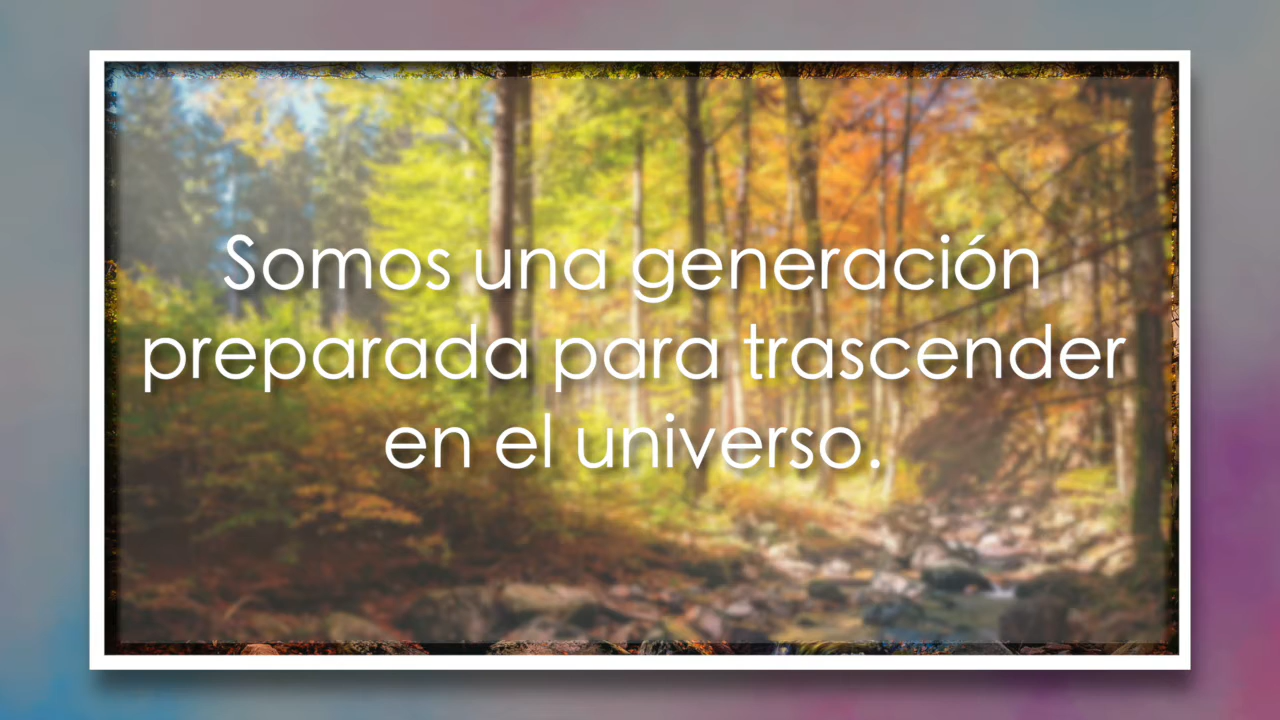 Somos una generación
preparada para trascender
en el universo.